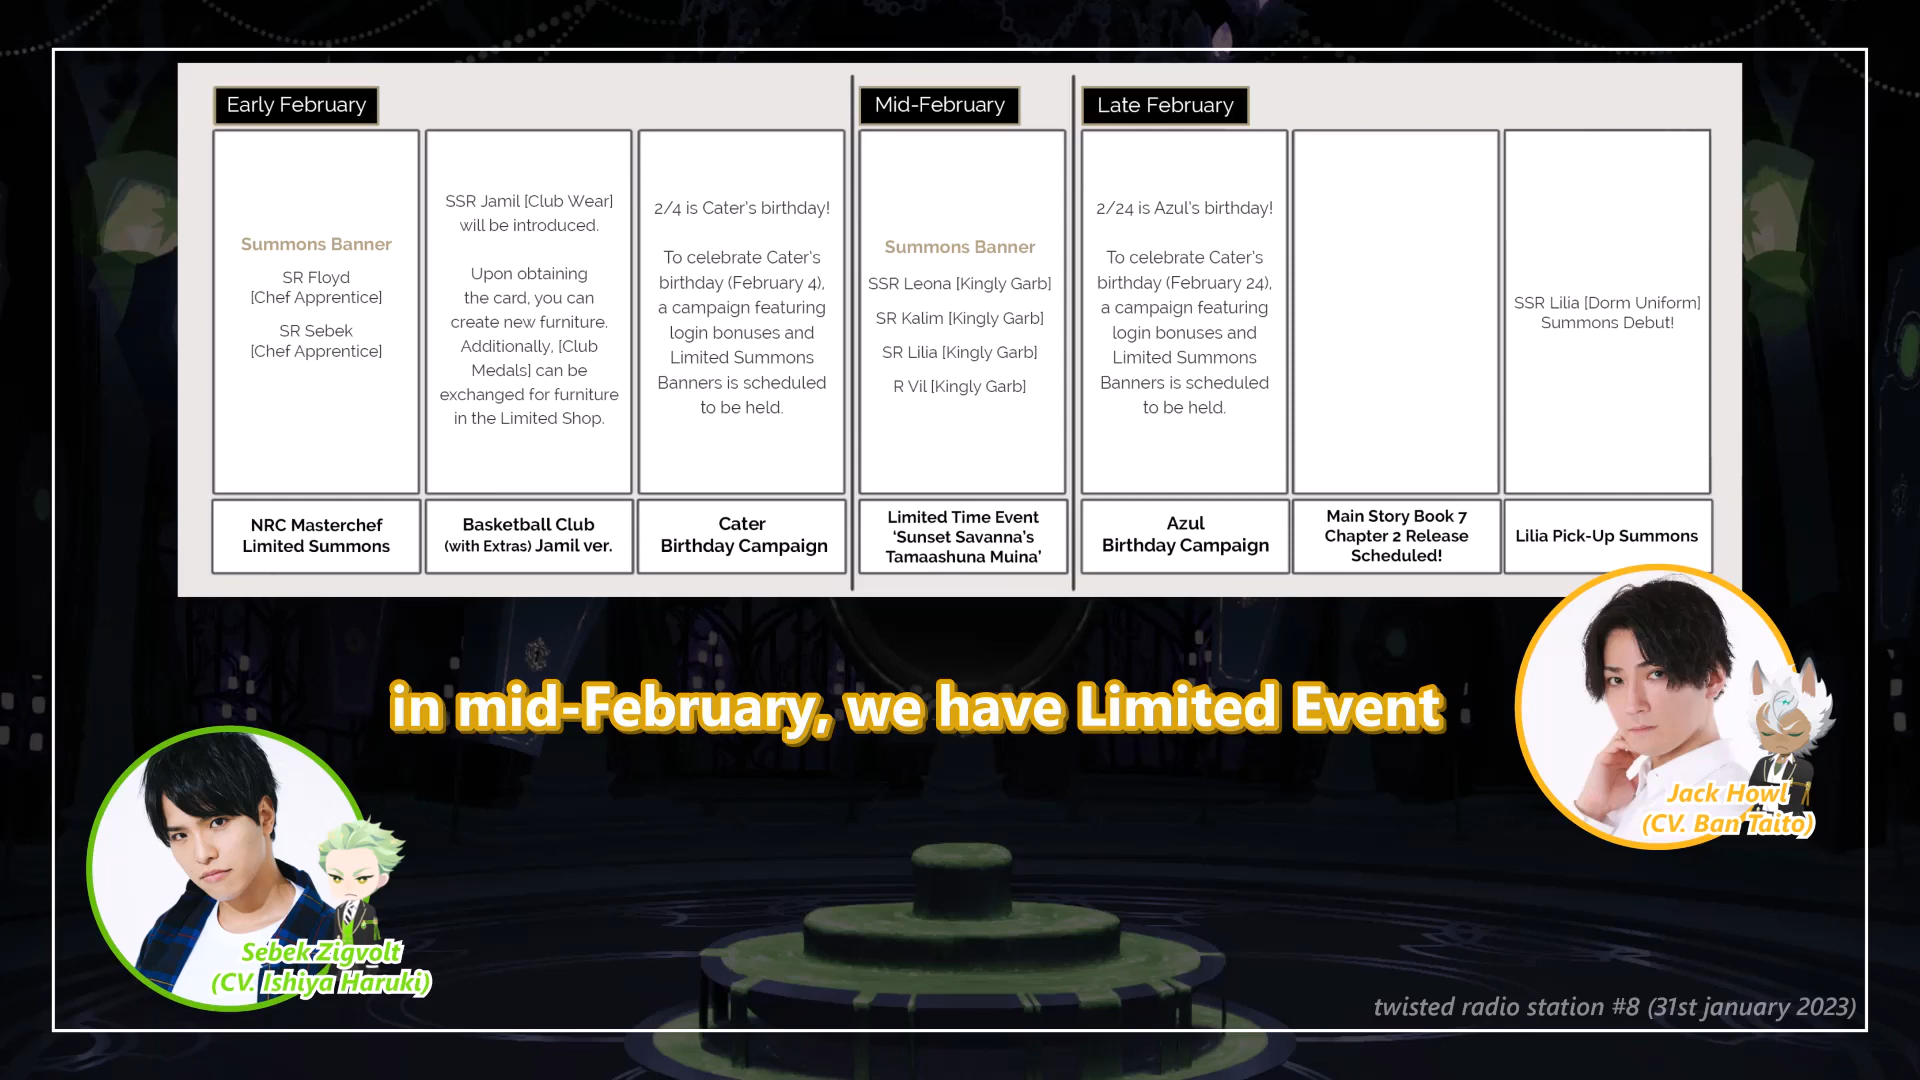 Early February
Mid-February
Late February
Summons Banner
SR Floyd
[Chef Apprentice]
SR Sebek
[Chef Apprentice]
NRC Masterchef
Limited Summons
SSR Jamil [Club Wear]
will be introduced.
Upon obtaining
the card, you can
create new furniture.
Additionally, [Club
Medals] can be
exchanged for furniture
in the Limited Shop.
Basketball Club
(with Extras) Jamil ver.
2/4 is Cater's birthday!
To celebrate Cater's
birthday (February 4),
a campaign featuring
login bonuses and
Limited Summons
Banners is scheduled
to be held.
Cater
Birthday Campaign
Summons Banner
SSR Leona [Kingly Garb]
SR Kalim [Kingly Garb]
SR Lilia [Kingly Garb]
R Vil [Kingly Garb]
Limited Time Event
‘Sunset Savanna’s
Tamaashuna Muina’
2/24 is Azul's birthday!
To celebrate Cater's
birthday (February 24),
a campaign featuring
login bonuses and
Limited Summons
Banners is scheduled
to be held.
Azul
Birthday Campaign
Main Story Book 7
Chapter 2 Release
Scheduled!
SSR Lilia [Dorm Uniform]
Summons Debut!
Lilia Pick-Up Summons
in mid-February, we have Limited Event
Jack Howl
(CV. Ban Taito)
Sebek Zigvolt
(CV. Ishiya Haruki)
twisted radio station #8 (31st january 2023)